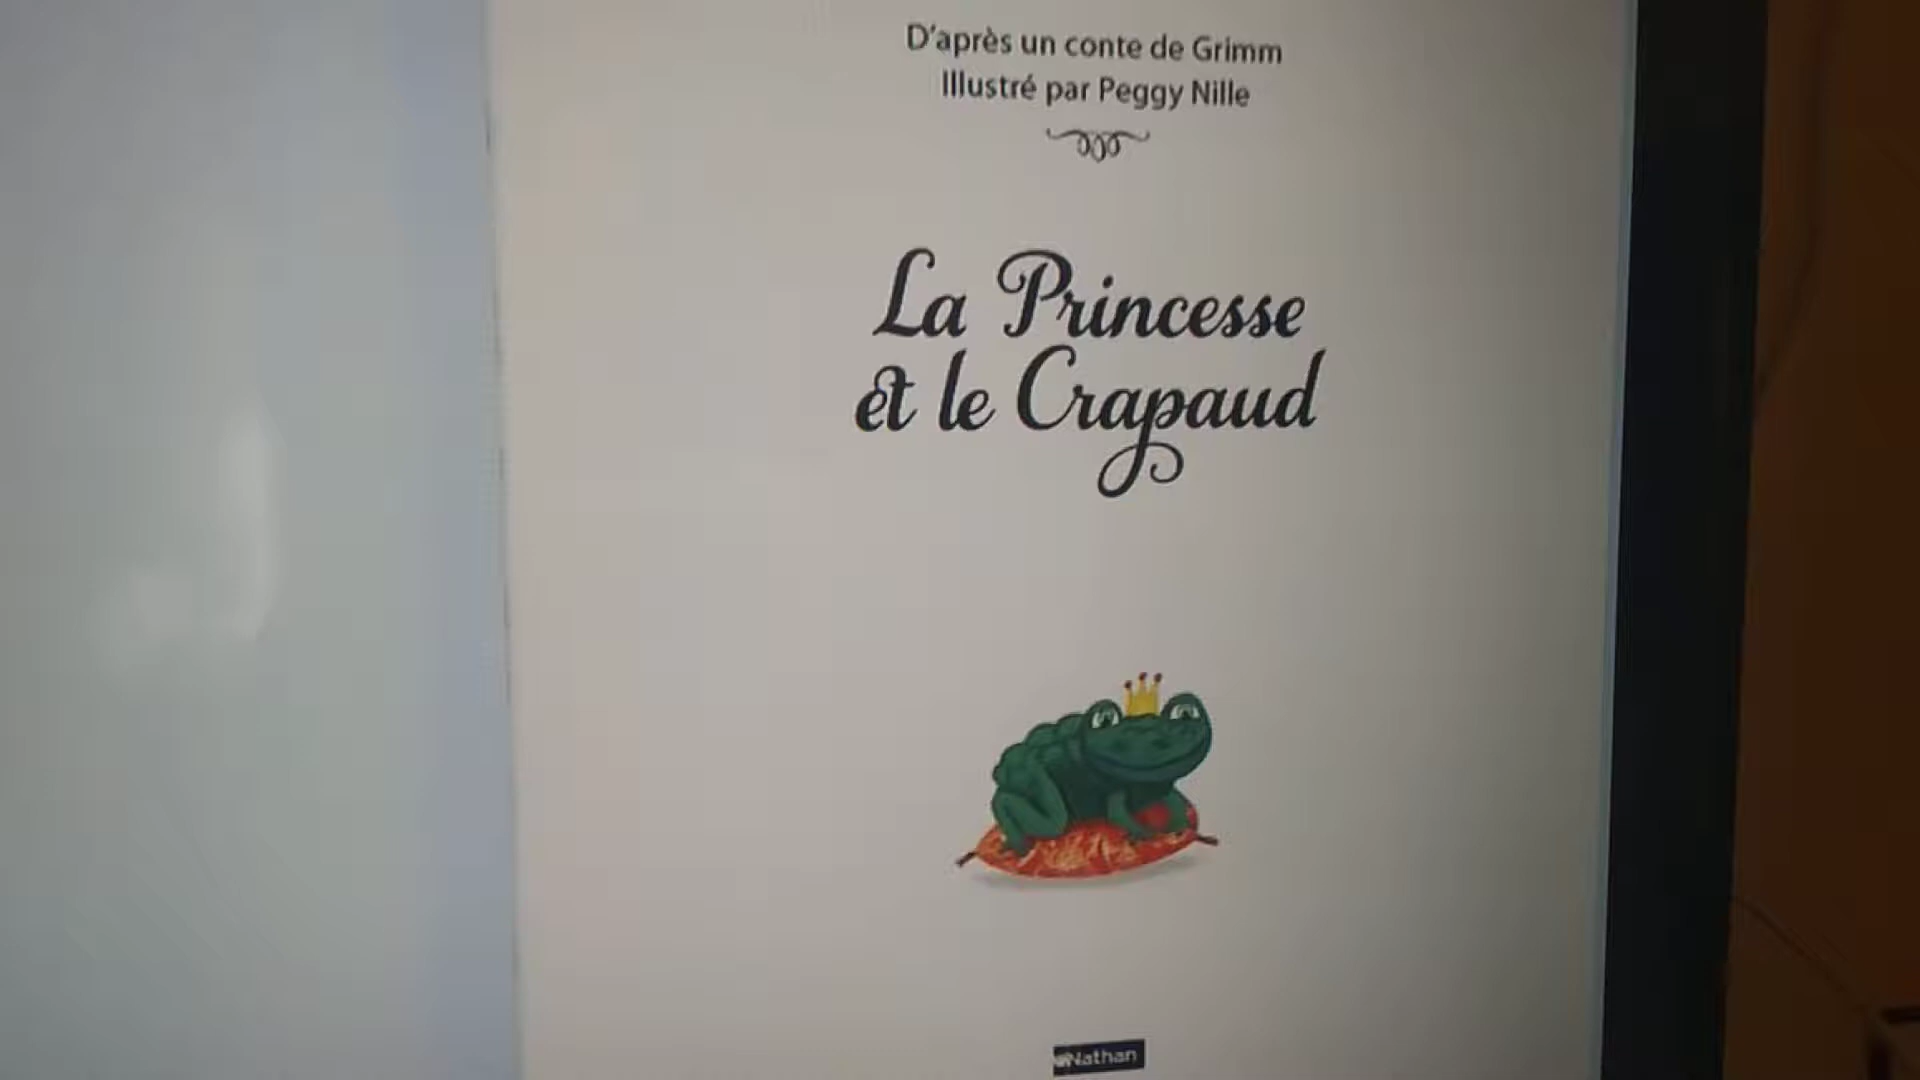 D'après un conte de Grimm
Illustré par Peggy Nille
La Princesse
et le Crapaud
Nathan